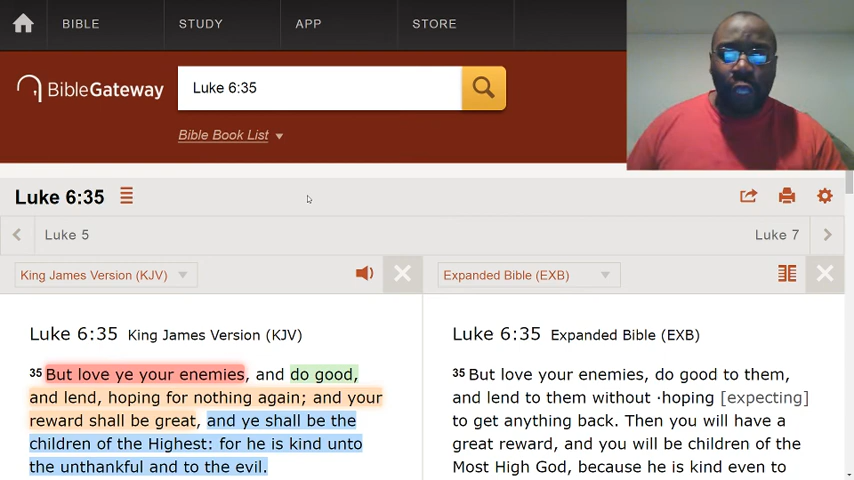 BIBLE STUDY APP STORE
BibleGateway Luke 6:35
Bible Book List
Luke 6:35
Luke 5 Luke 7
King James Version (KJV) Expanded Bible (EXB)
Luke 6:35 King James Version (KJV)
35 But love ye your enemies, and do good,
and lend, hoping for nothing again; and your
reward shall be great, and ye shall be the
children of the Highest: for he is kind unto
the unthankful and to the evil.
Luke 6:35 Expanded Bible (EXB)
35 But love your enemies, do good to them,
and lend to them without ·hoping [expecting]
to get anything back. Then you will have a
great reward, and you will be children of the
Most High God, because he is kind even to